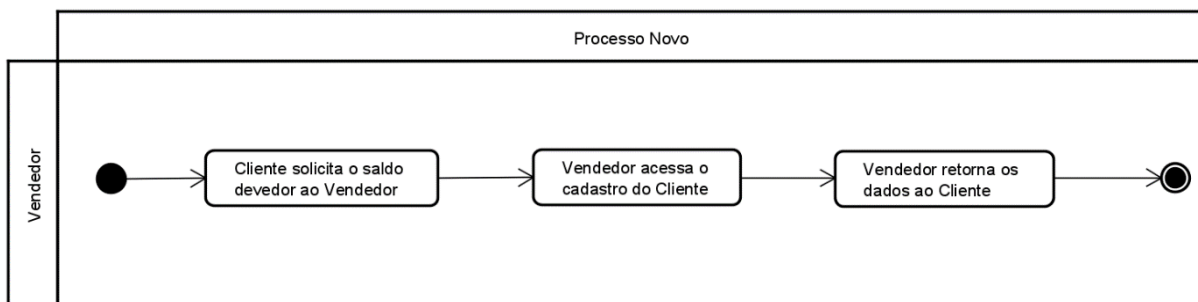 Processo Novo
Vendedor
Cliente solicita o saldo
devedor ao Vendedor
Vendedor acessa o
cadastro do Cliente
Vendedor retorna os
dados ao Cliente